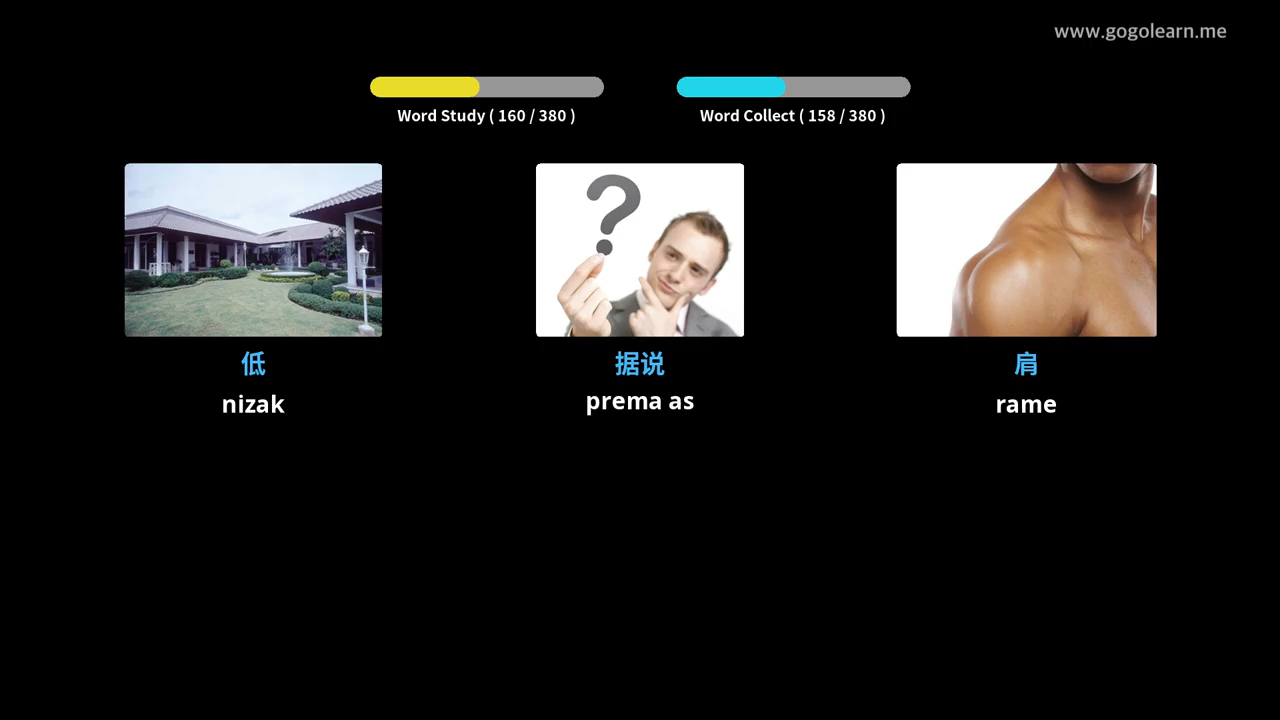 www.gogolearn.me
Word Study ( 160 / 380 )
Word Collect ( 158 / 380 )
低
据说
肩
nizak
prema as
rame